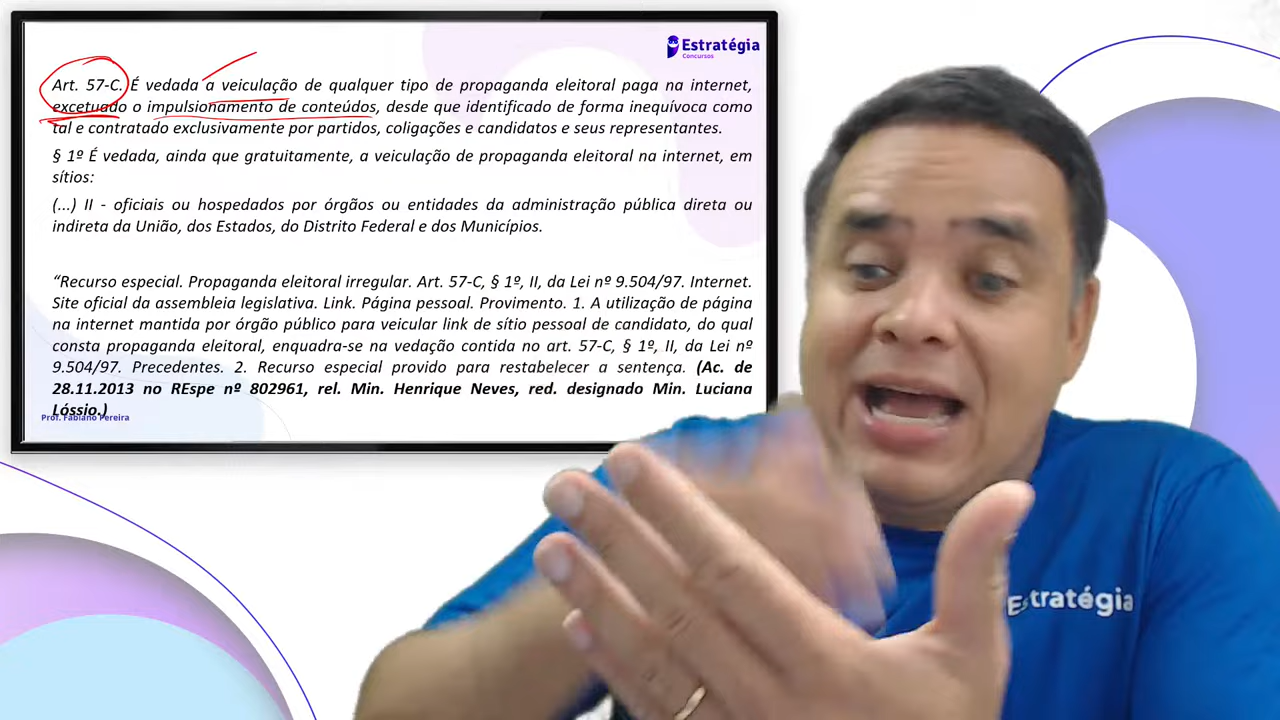 Estratégia
Concursos
Art. 57-C. É vedada a veiculação de qualquer tipo de propaganda eleitoral paga na internet,
excetuado o impulsionamento de conteúdos, desde que identificado de forma inequívoca como
tal e contratado exclusivamente por partidos, coligações e candidatos e seus representantes.
§ 1º É vedada, ainda que gratuitamente, a veiculação de propaganda eleitoral na internet, em
sítios:
(...) II - oficiais ou hospedados por órgãos ou entidades da administração pública direta ou
indireta da União, dos Estados, do Distrito Federal e dos Municípios.
“Recurso especial. Propaganda eleitoral irregular. Art. 57-C, § 1º, II, da Lei nº 9.504/97. Internet.
Site oficial da assembleia legislativa. Link. Página pessoal. Provimento. 1. A utilização de página
na internet mantida por órgão público para veicular link de sítio pessoal de candidato, do qual
consta propaganda eleitoral, enquadra-se na vedação contida no art. 57-C, § 1º, II, da Lei nº
9.504/97. Precedentes. 2. Recurso especial provido para restabelecer a sentença. (Ac. de
28.11.2013 no REspe nº 802961, rel. Min. Henrique Neves, red. designado Min. Luciana
Lóssio.)
Prof. Fabiano Pereira
Estratégia